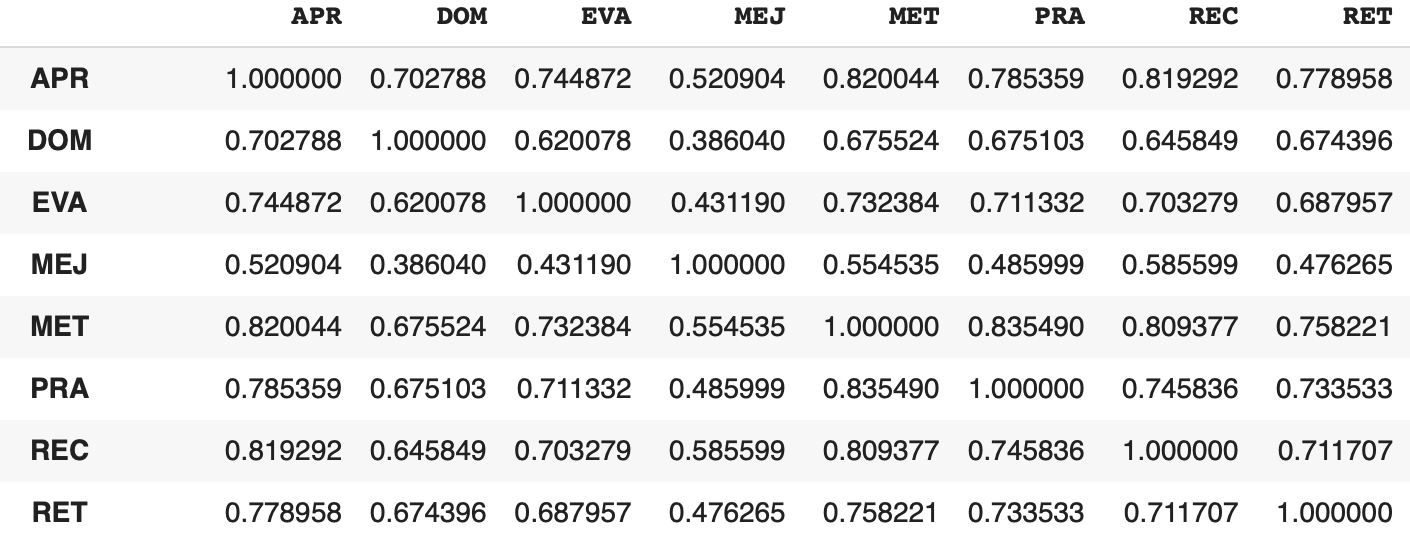 APR DOM EVA MEJ MET PRA REC RET
APR 1.000000 0.702788 0.744872 0.520904 0.820044 0.785359 0.819292 0.778958
DOM 0.702788 1.000000 0.620078 0.386040 0.675524 0.675103 0.645849 0.674396
EVA 0.744872 0.620078 1.000000 0.431190 0.732384 0.711332 0.703279 0.687957
MEJ 0.520904 0.386040 0.431190 1.000000 0.554535 0.485999 0.585599 0.476265
MET 0.820044 0.675524 0.732384 0.554535 1.000000 0.835490 0.809377 0.758221
PRA 0.785359 0.675103 0.711332 0.485999 0.835490 1.000000 0.745836 0.733533
REC 0.819292 0.645849 0.703279 0.585599 0.809377 0.745836 1.000000 0.711707
RET 0.778958 0.674396 0.687957 0.476265 0.758221 0.733533 0.711707 1.000000